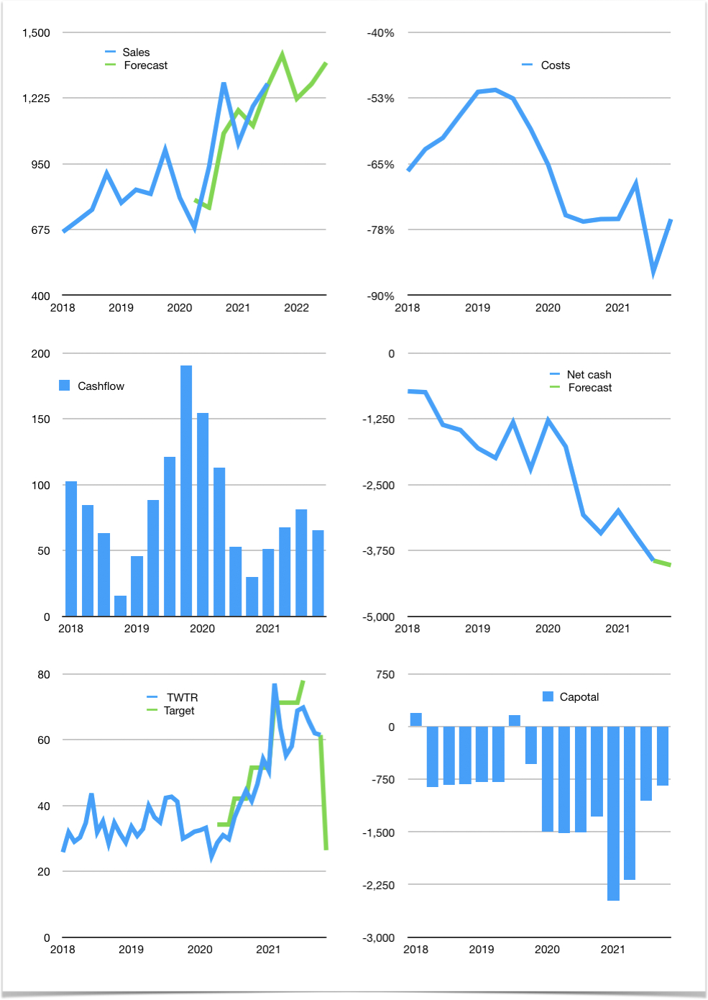 1,500
Sales
Forecast
1,225
950
675
400
2018 2019 2020 2021 2022
-40%
Costs
-53%
-65%
-78%
-90%
2018 2019 2020 2021
200
Cashflow
150
100
50
0
2018 2019 2020 2021
0
Net cash
Forecast
-1,250
-2,500
-3,750
-5,000
2018 2019 2020 2021
80
TWTR
Target
60
40
20
0
2018 2019 2020 2021
750
Capotal
0
-750
-1,500
-2,250
-3,000
2018 2019 2020 2021